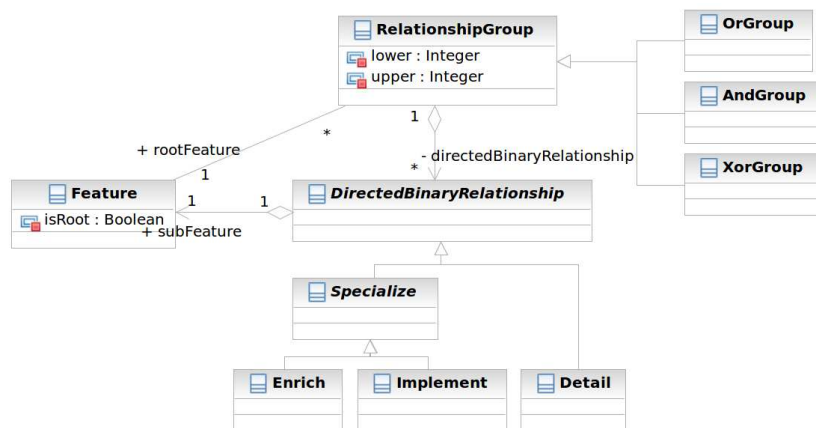 RelationshipGroup
lower : Integer
upper : Integer
OrGroup
AndGroup
XorGroup
1
*
+ rootFeature
1
- directedBinaryRelationship
*
Feature
isRoot : Boolean
1
1
+ subFeature
DirectedBinaryRelationship
Specialize
Enrich
Implement
Detail